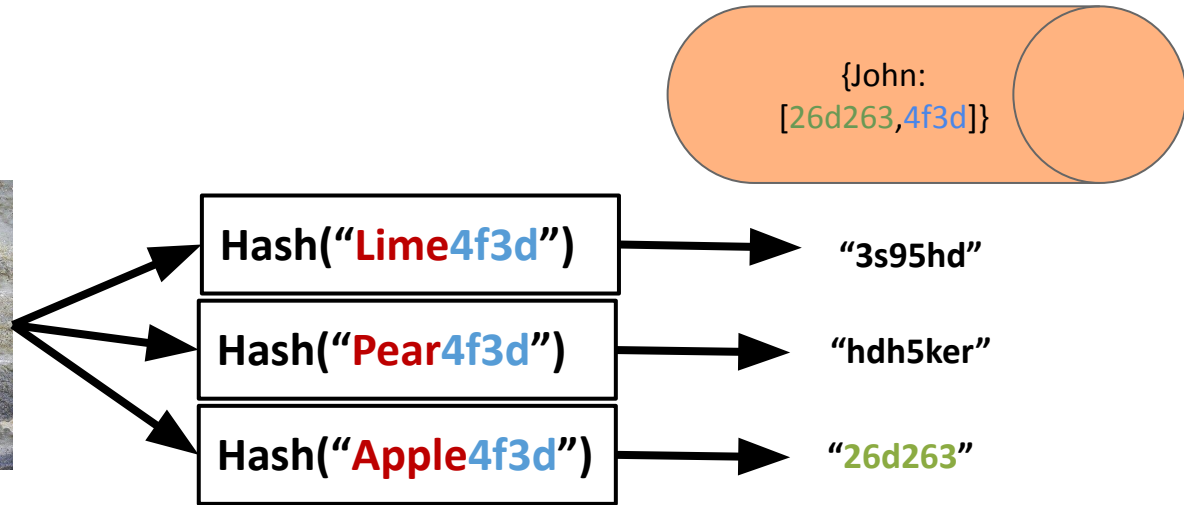 {John:
[26d263,4f3d]}
Hash(“Lime4f3d”)
“3s95hd”
Hash(“Pear4f3d”)
“hdh5ker”
Hash(“Apple4f3d”)
“26d263”